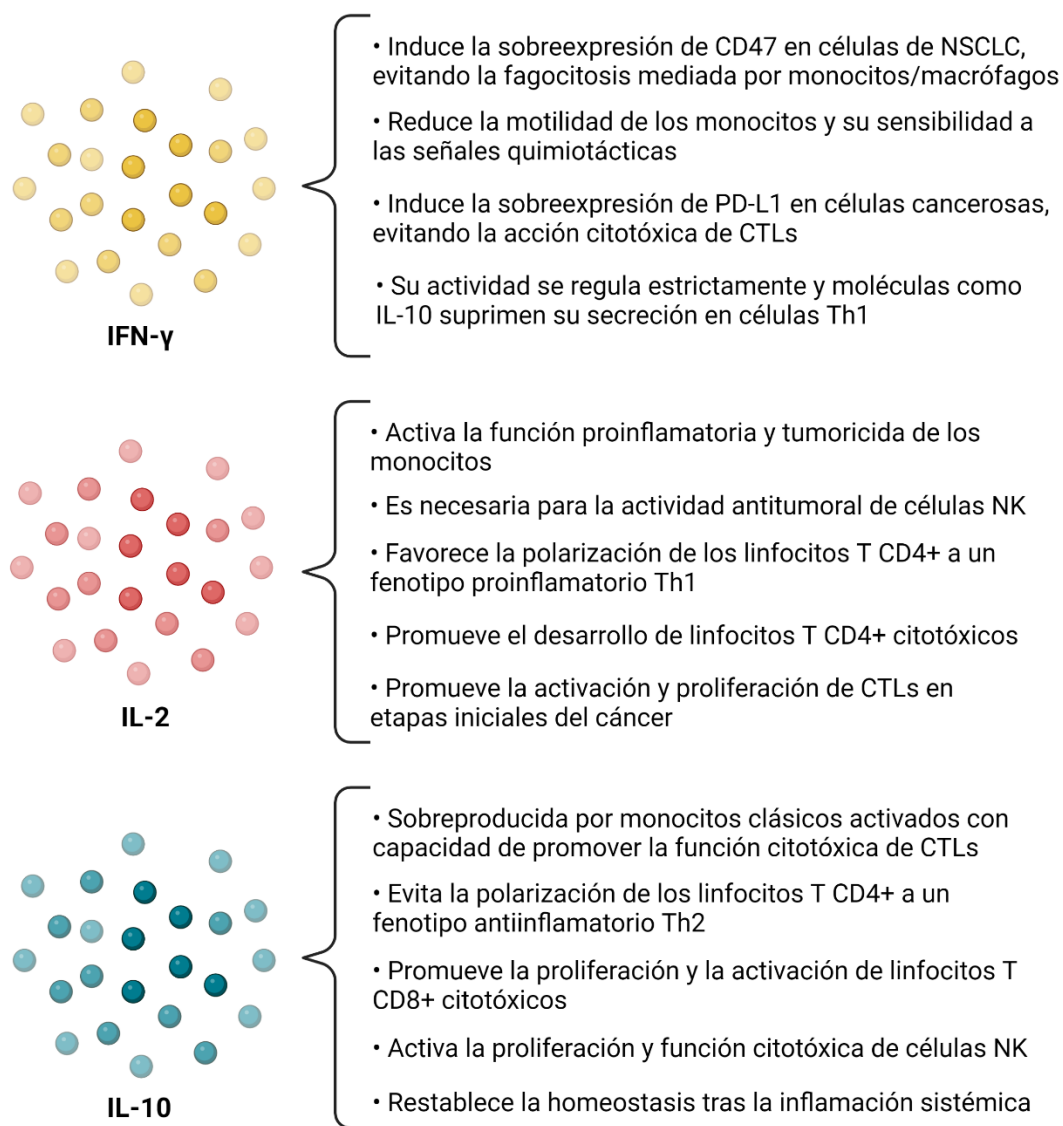 • Induce la sobreexpresión de CD47 en células de NSCLC,
evitando la fagocitosis mediada por monocitos/macrófagos
• Reduce la motilidad de los monocitos y su sensibilidad a
las señales quimiotácticas
• Induce la sobreexpresión de PD-L1 en células cancerosas,
evitando la acción citotóxica de CTLs
• Su actividad se regula estrictamente y moléculas como
IL-10 suprimen su secreción en células Th1
IFN-γ
• Activa la función proinflamatoria y tumoricida de los
monocitos
• Es necesaria para la actividad antitumoral de células NK
• Favorece la polarización de los linfocitos T CD4+ a un
fenotipo proinflamatorio Th1
• Promueve el desarrollo de linfocitos T CD4+ citotóxicos
• Promueve la activación y proliferación de CTLs en
etapas iniciales del cáncer
IL-2
• Sobreproducida por monocitos clásicos activados con
capacidad de promover la función citotóxica de CTLs
• Evita la polarización de los linfocitos T CD4+ a un
fenotipo antiinflamatorio Th2
• Promueve la proliferación y la activación de linfocitos T
CD8+ citotóxicos
• Activa la proliferación y función citotóxica de células NK
• Restablece la homeostasis tras la inflamación sistémica
IL-10